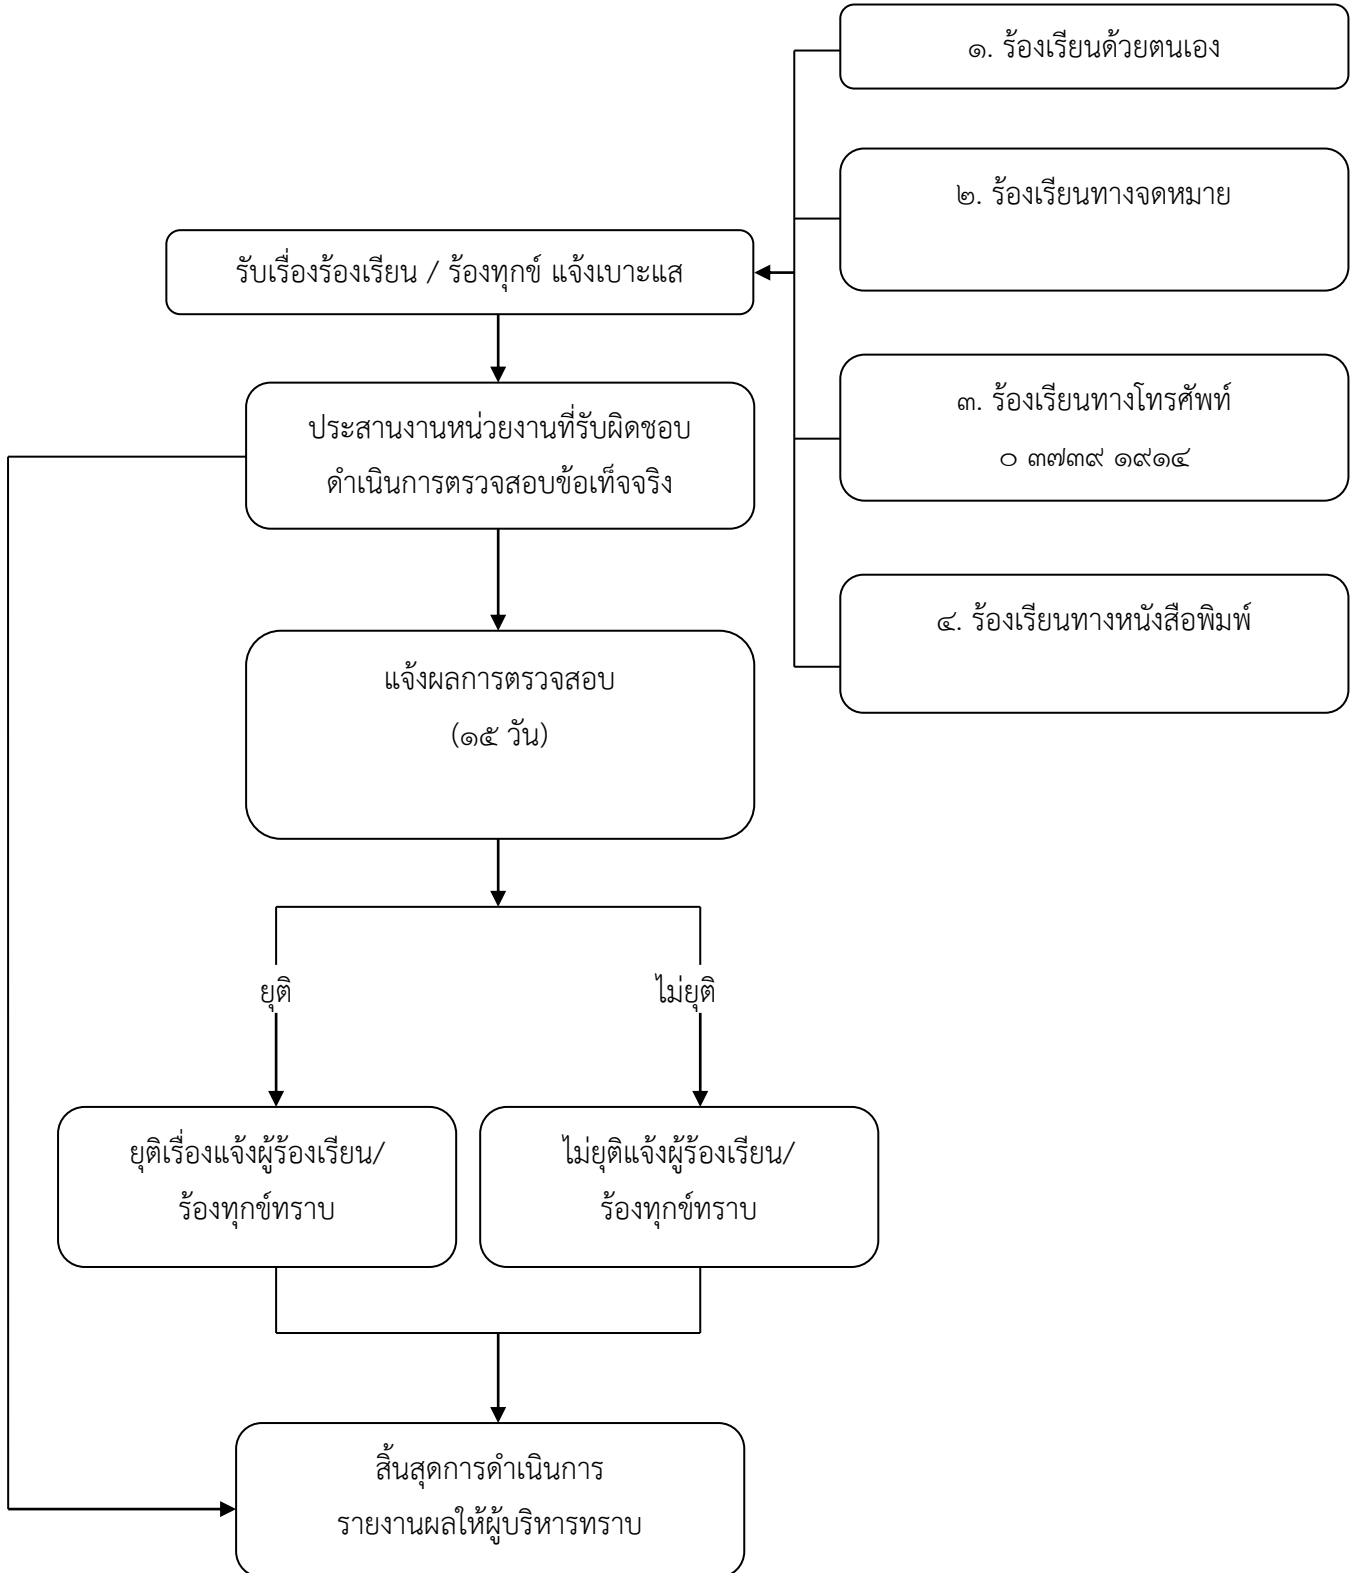 ๑. ร้องเรียนด้วยตนเอง
๒. ร้องเรียนทางจดหมาย
รับเรื่องร้องเรียน / ร้องทุกข์ แจ้งเบาะแส
๓. ร้องเรียนทางโทรศัพท์
๐ ๓๗๓๙ ๑๙๑๔
ประสานงานหน่วยงานที่รับผิดชอบ
ดำเนินการตรวจสอบข้อเท็จจริง
๔. ร้องเรียนทางหนังสือพิมพ์
แจ้งผลการตรวจสอบ
(๑๕ วัน)
ยุติ
ไม่ยุติ
ยุติเรื่องแจ้งผู้ร้องเรียน/
ร้องทุกข์ทราบ
ไม่ยุติแจ้งผู้ร้องเรียน/
ร้องทุกข์ทราบ
สิ้นสุดการดำเนินการ
รายงานผลให้ผู้บริหารทราบ